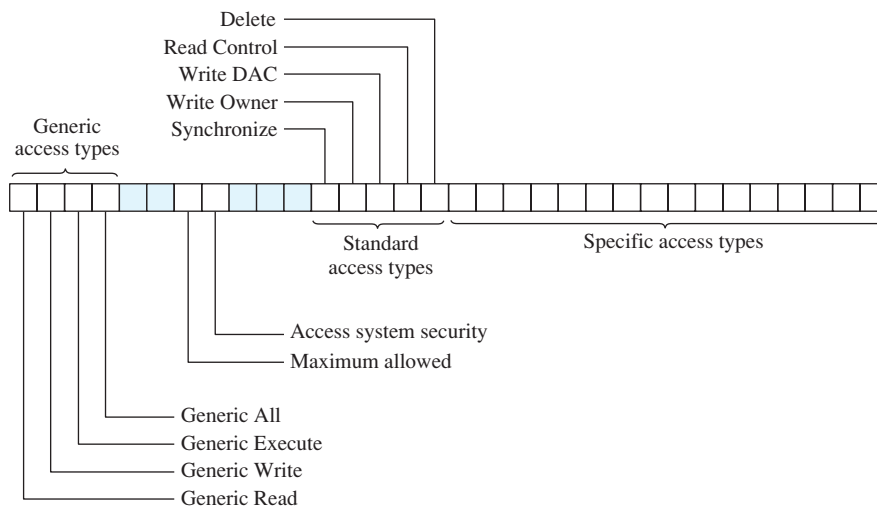 Delete
Read Control
Write DAC
Write Owner
Synchronize
Generic
access types
Standard
access types
Specific access types
Access system security
Maximum allowed
Generic All
Generic Execute
Generic Write
Generic Read